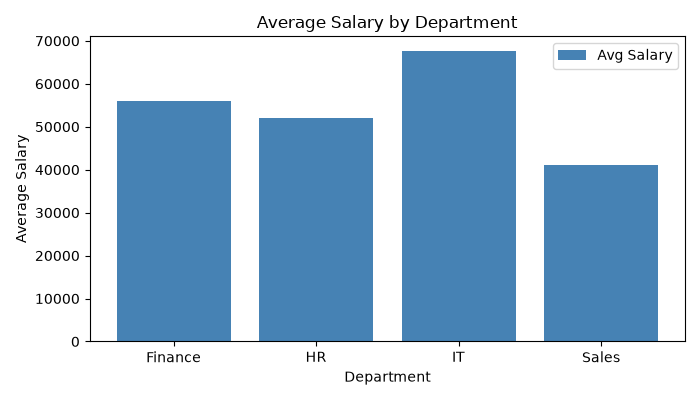 Average Salary by Department
Avg Salary
Average Salary
70000
60000
50000
40000
30000
20000
10000
0
Finance HR IT Sales
Department